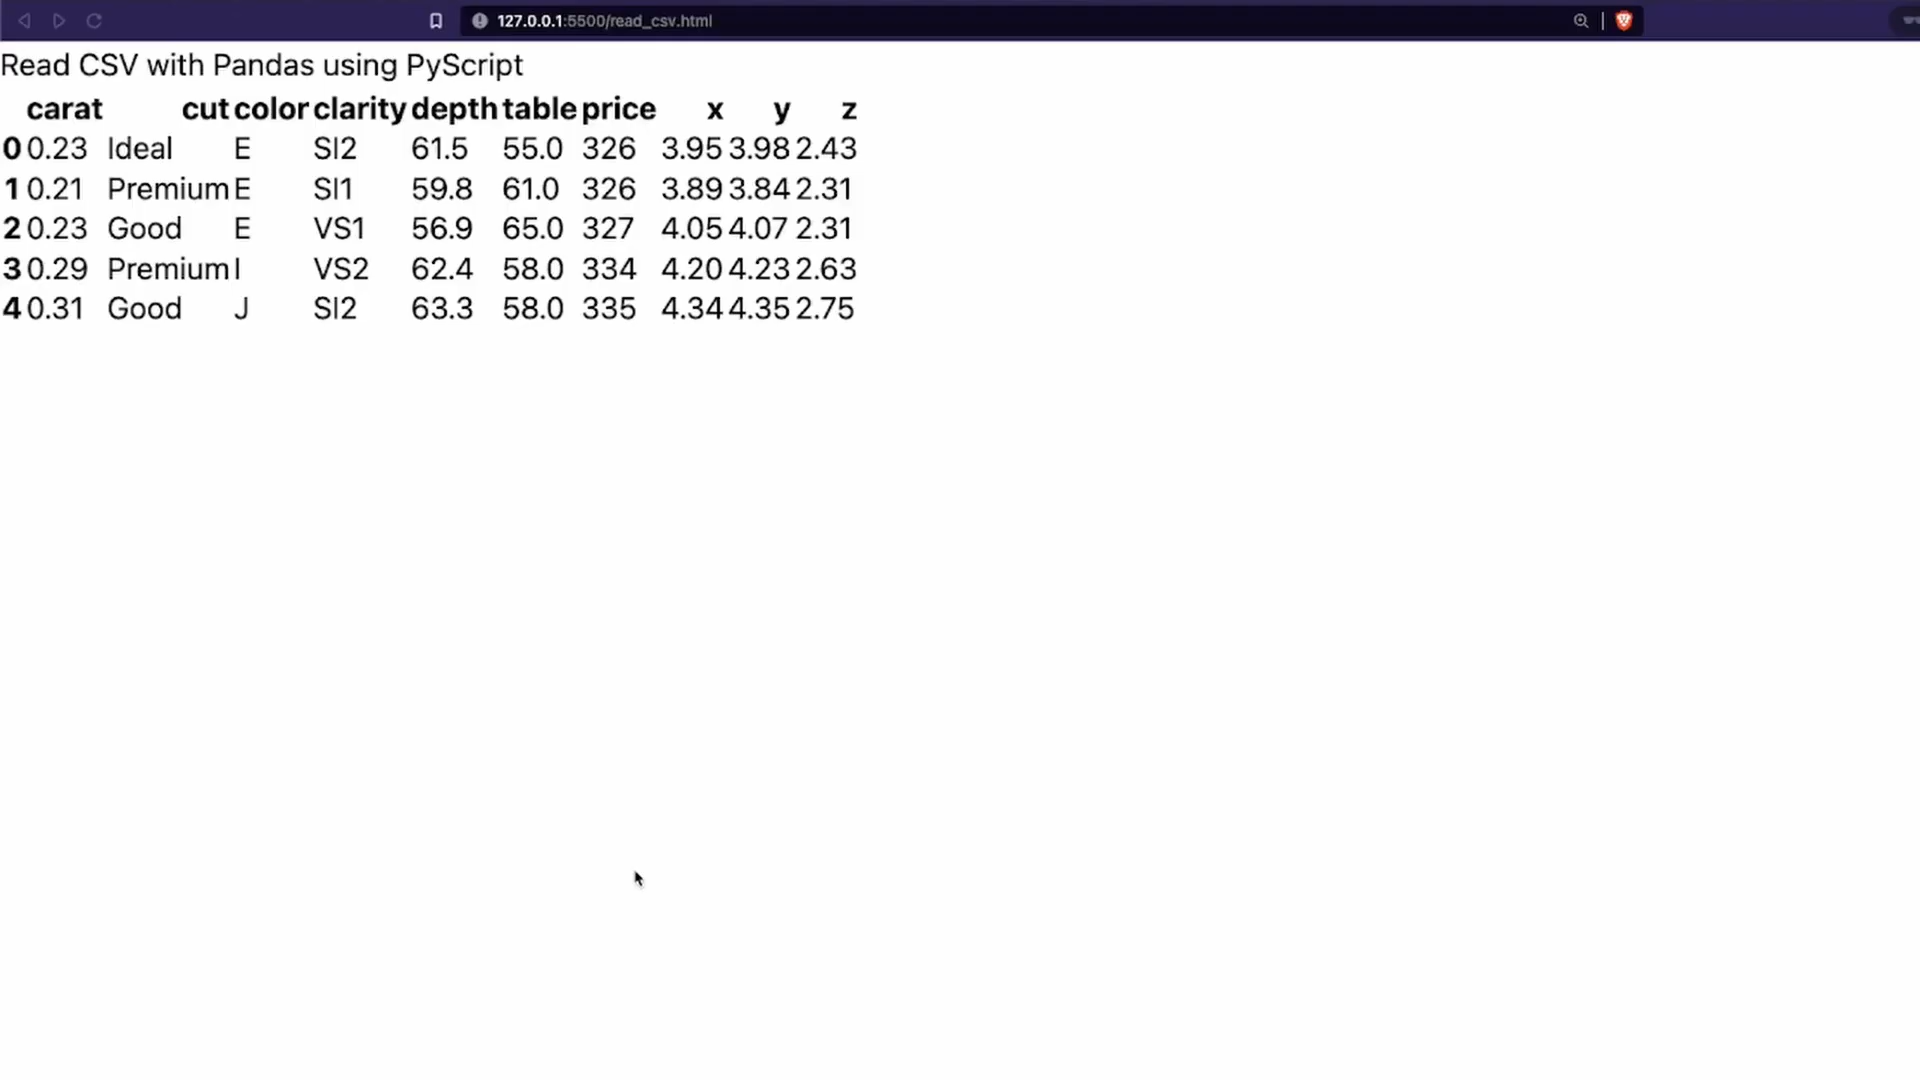 127.0.0.1:5500/read_csv.html
Read CSV with Pandas using PyScript
carat cut color clarity depth table price x y z
0 0.23 Ideal E SI2 61.5 55.0 326 3.95 3.98 2.43
1 0.21 Premium E SI1 59.8 61.0 326 3.89 3.84 2.31
2 0.23 Good E VS1 56.9 65.0 327 4.05 4.07 2.31
3 0.29 Premium I VS2 62.4 58.0 334 4.20 4.23 2.63
4 0.31 Good J SI2 63.3 58.0 335 4.34 4.35 2.75